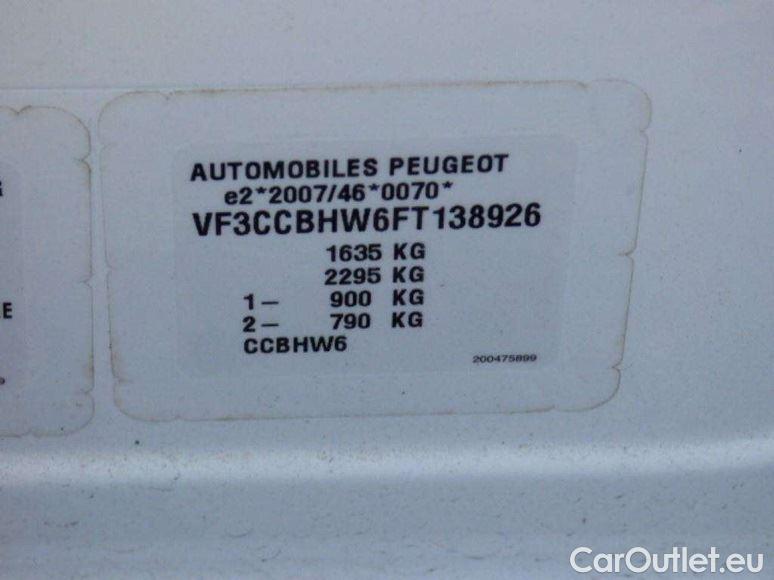 AUTOMOBILES PEUGEOT
e2*2007/46*0070*
VF3CCBHW6FT138926
1635 KG
2295 KG
1– 900 KG
2– 790 KG
CCBHW6
200475899
CarOutlet.eu